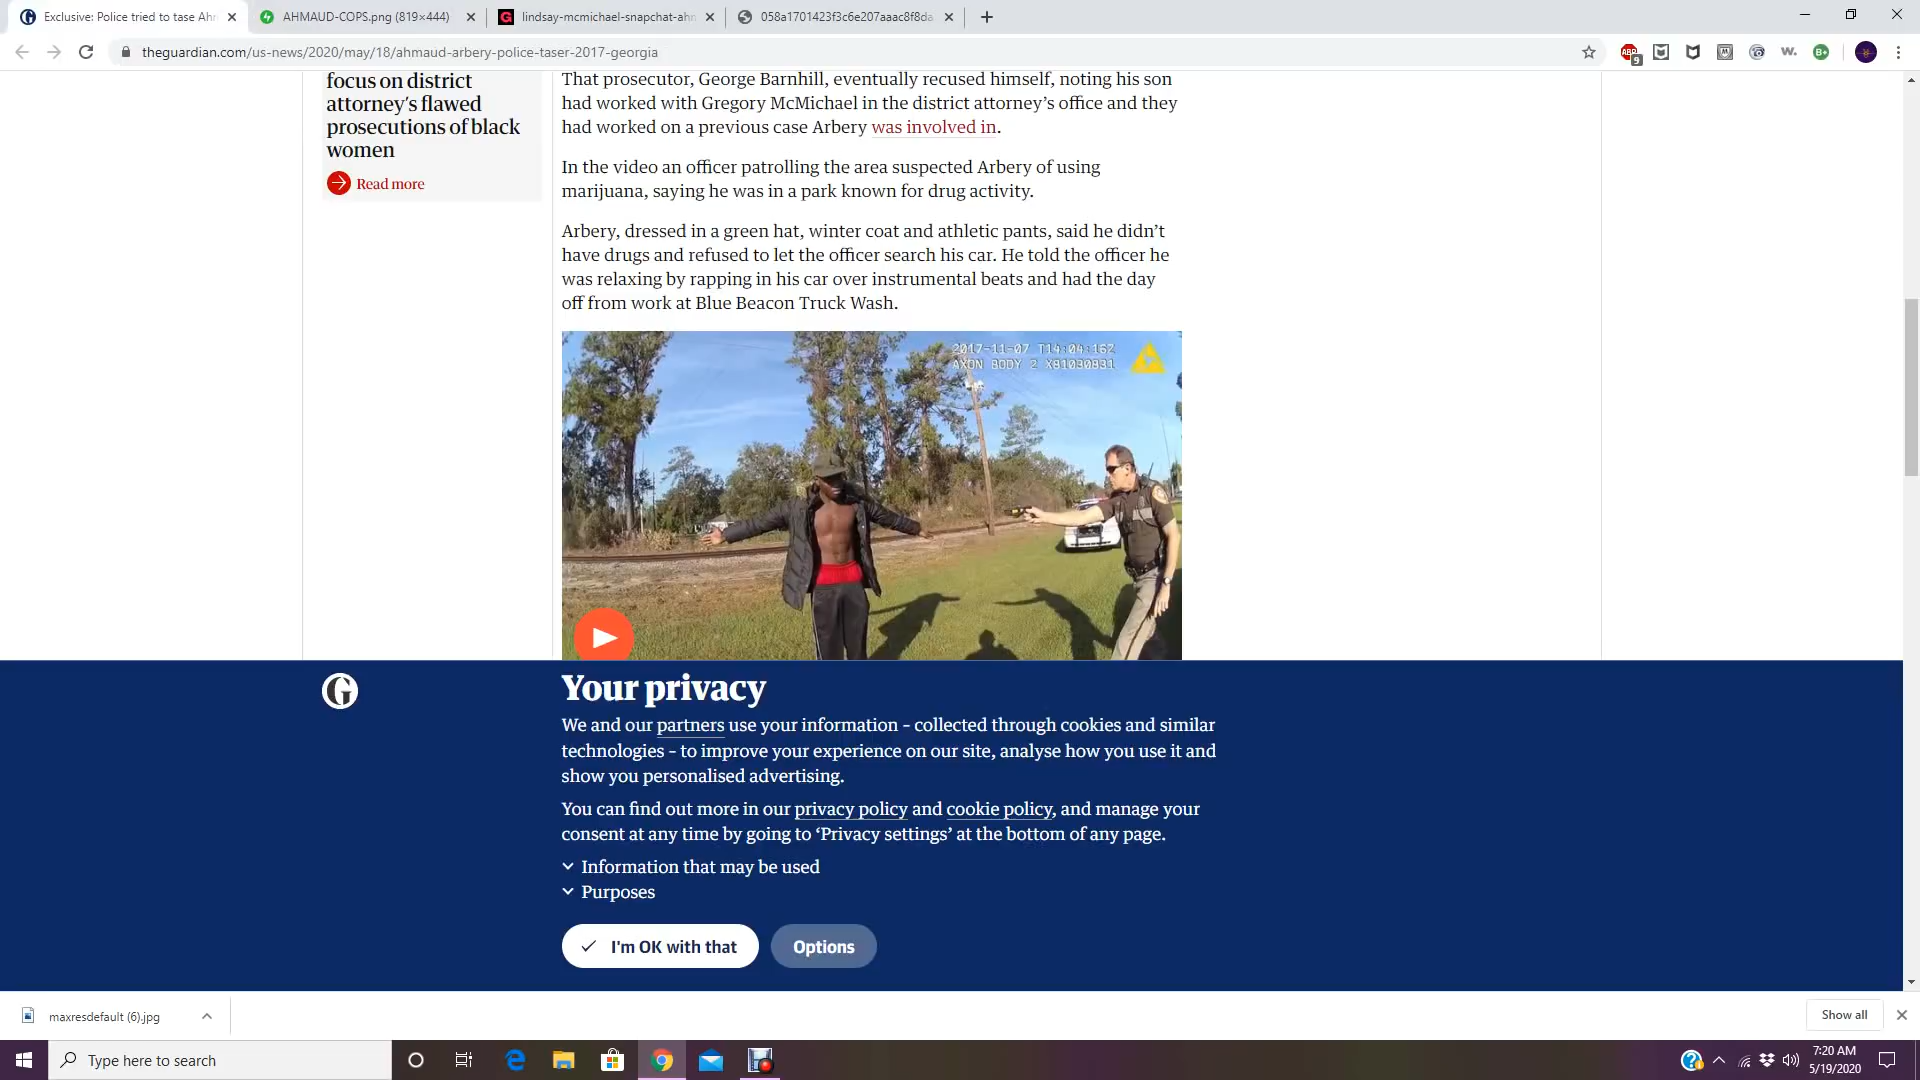 Exclusive: Police tried to tase Ahm
AHMAUD-COPS.png (819×444)
lindsay-mcmichael-snapchat-ahm
058a1701423f3c6e207aaac8f8da
theguardian.com/us-news/2020/may/18/ahmaud-arbery-police-taser-2017-georgia
ABP
9
w.
B+
focus on district
attorney's flawed
prosecutions of black
women
Read more
That prosecutor, George Barnhill, eventually recused himself, noting his son
had worked with Gregory McMichael in the district attorney's office and they
had worked on a previous case Arbery was involved in.
In the video an officer patrolling the area suspected Arbery of using
marijuana, saying he was in a park known for drug activity.
Arbery, dressed in a green hat, winter coat and athletic pants, said he didn't
have drugs and refused to let the officer search his car. He told the officer he
was relaxing by rapping in his car over instrumental beats and had the day
off from work at Blue Beacon Truck Wash.
2017-11-07 T14:04:16Z
AXON BODY 2 X81030831
G
Your privacy
We and our partners use your information – collected through cookies and similar
technologies – to improve your experience on our site, analyse how you use it and
show you personalised advertising.
You can find out more in our privacy policy and cookie policy, and manage your
consent at any time by going to ‘Privacy settings’ at the bottom of any page.
Information that may be used
Purposes
I'm OK with that
Options
maxresdefault (6).jpg
Show all
Type here to search
7:20 AM
5/19/2020